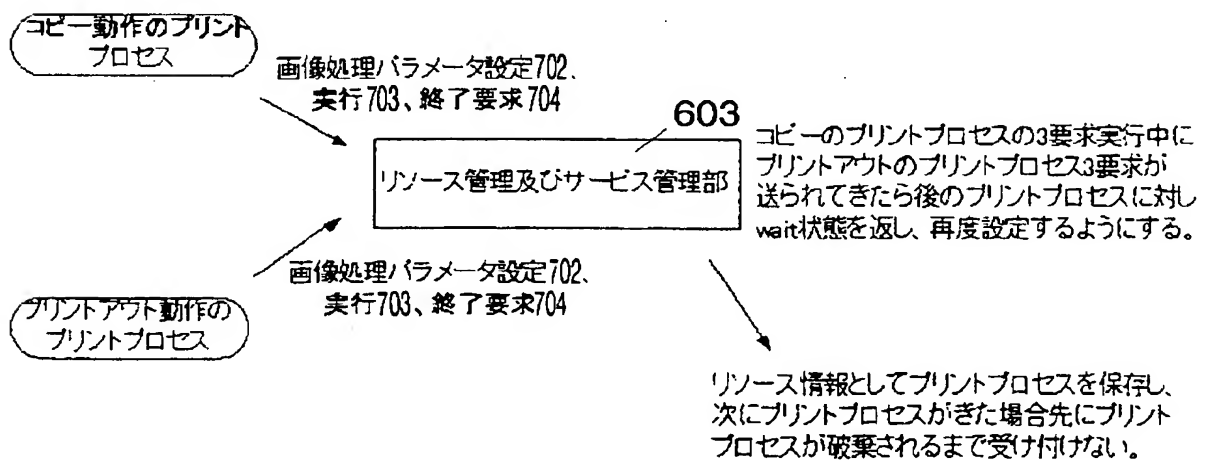 コピー動作のプリント
プロセス
画像処理パラメータ設定702、
実行703、終了要求704
603
リソース管理及びサービス管理部
コピーのプリントプロセスの3要求実行中に
プリントアウトのプリントプロセス3要求が
送られてきたら後のプリントプロセスに対し
wait状態を返し、再度設定するようにする。
画像処理パラメータ設定702、
実行703、終了要求704
プリントアウト動作の
プリントプロセス
リソース情報としてプリントプロセスを保存し、
次にプリントプロセスがきた場合先にプリント
プロセスが破棄されるまで受け付けない。